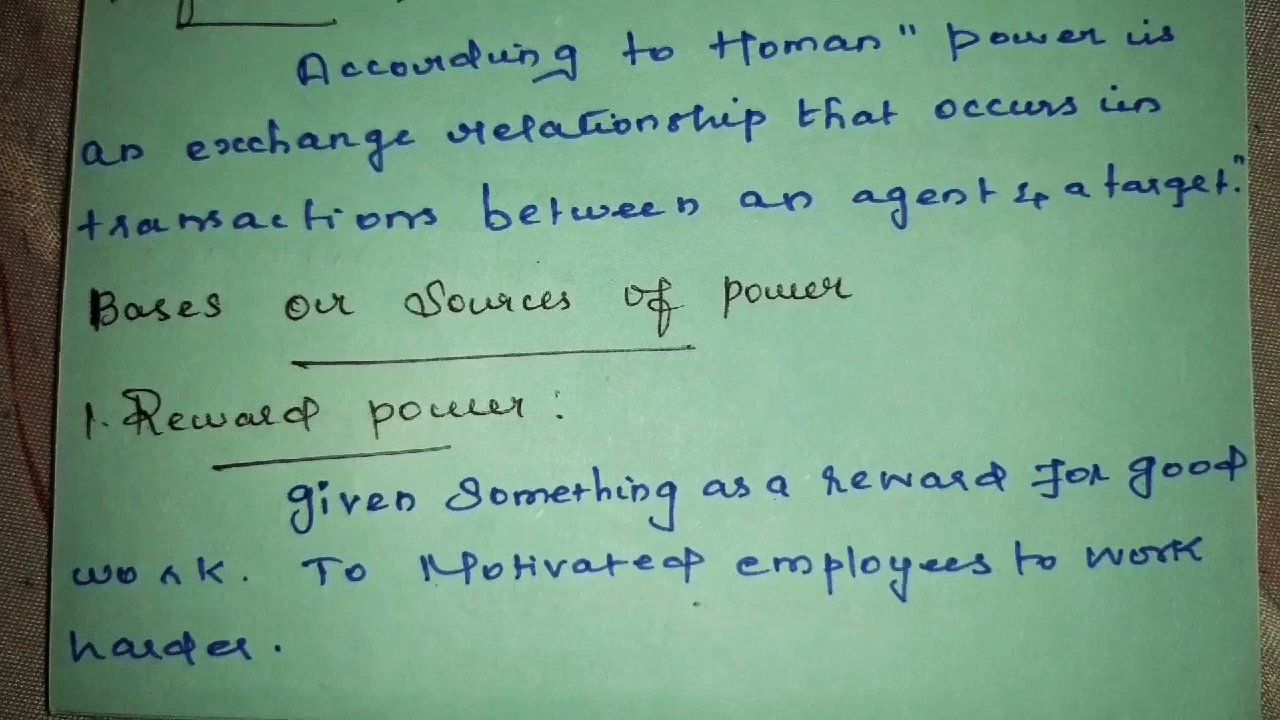 According to Homan " power is
an exchange relationship that occurs in
transactions between an agent & a target."
Bases or Sources of power
1. Reward power :
given Something as a reward for good
work. To Motivated employees to work
harder.